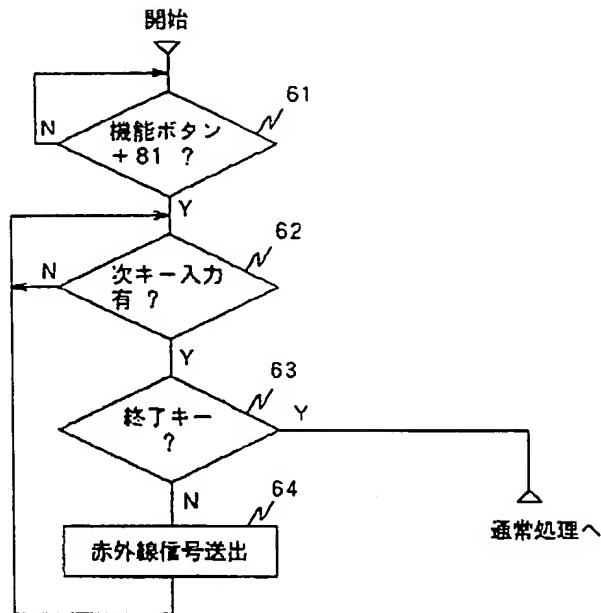 開始
61
N
機能ボタン
+81 ?
Y
62
N
次キー入力
有 ?
Y
63
終了キー
?
Y
N
64
赤外線信号送出
通常処理へ